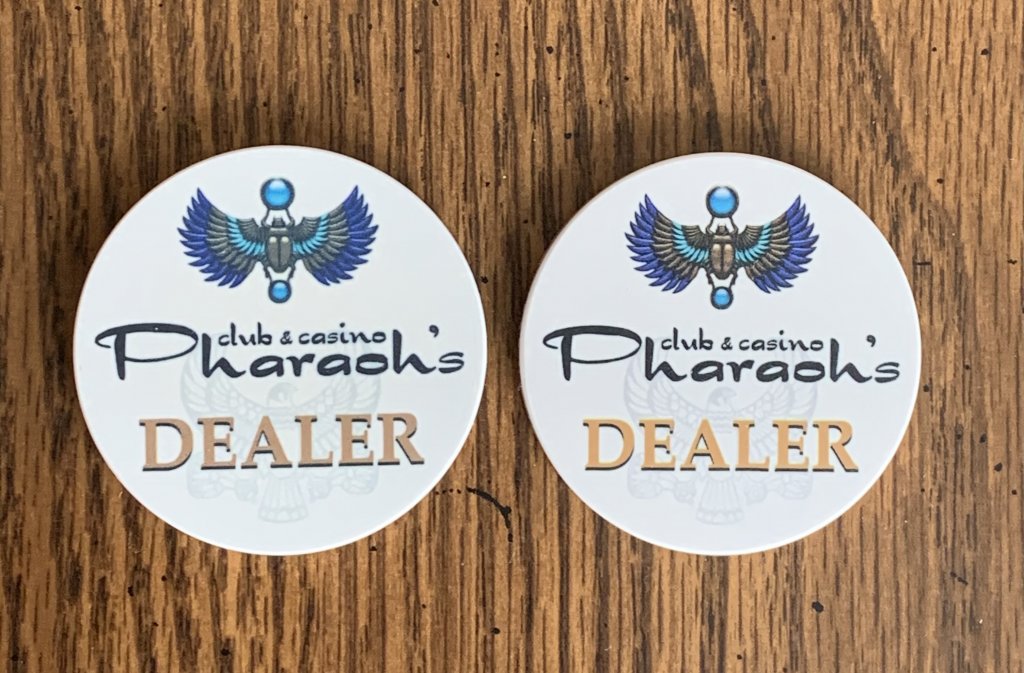 club & casino
Pharaoh's
DEALER
club & casino
Pharaoh's
DEALER